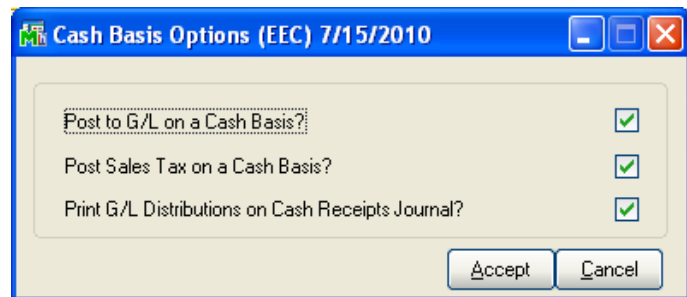 Cash Basis Options (EEC) 7/15/2010
Post to G/L on a Cash Basis?
Post Sales Tax on a Cash Basis?
Print G/L Distributions on Cash Receipts Journal?
Accept Cancel